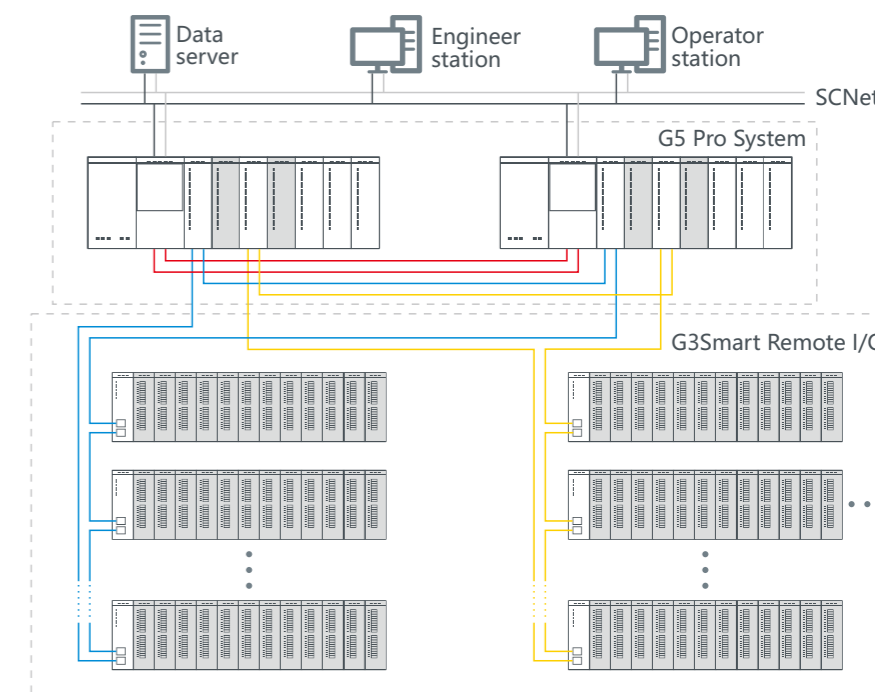 Data
server
Engineer
station
Operator
station
SCNet
G5 Pro System
G3Smart Remote I/O